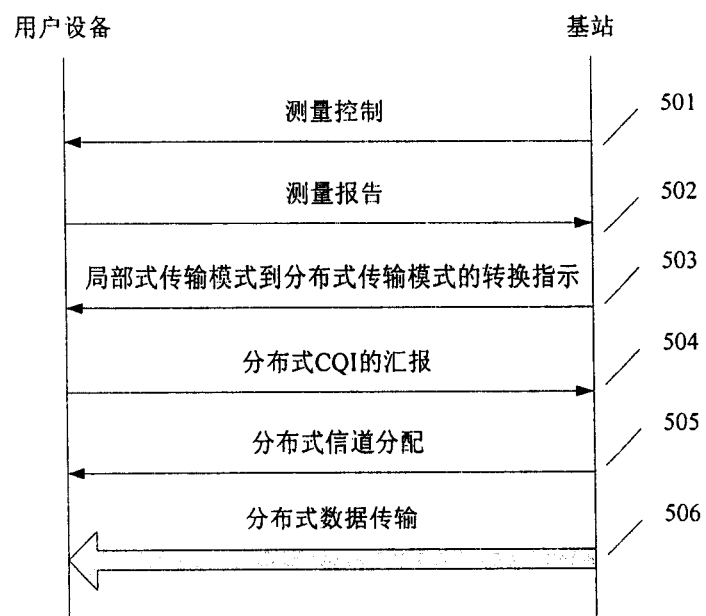 用户设备
基站
测量控制
501
测量报告
502
局部式传输模式到分布式传输模式的转换指示
503
分布式CQI的汇报
504
分布式信道分配
505
分布式数据传输
506